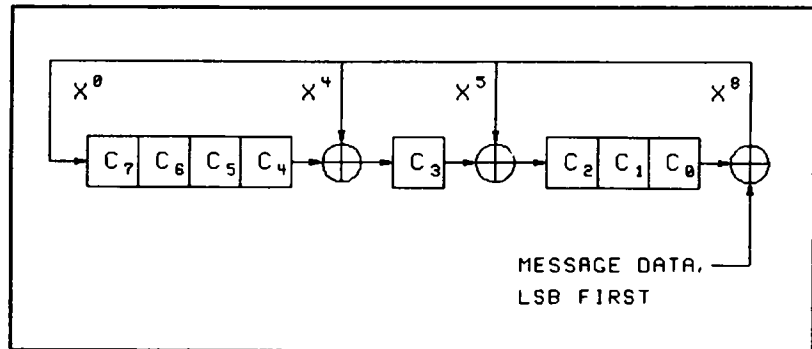 X⁰ X⁴ X⁵ X⁸
C₇ C₆ C₅ C₄ C₃ C₂ C₁ C₀
MESSAGE DATA,
LSB FIRST